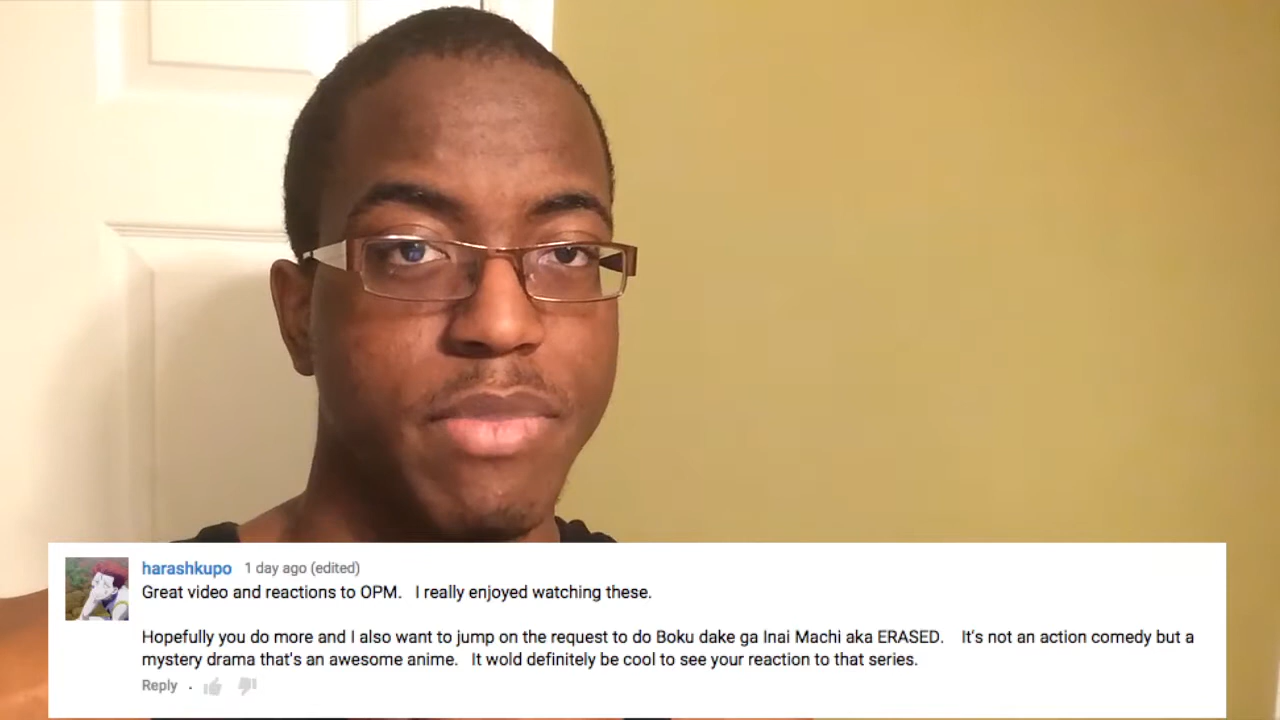 harashkupo 1 day ago (edited)
Great video and reactions to OPM. I really enjoyed watching these.
Hopefully you do more and I also want to jump on the request to do Boku dake ga Inai Machi aka ERASED. It's not an action comedy but a
mystery drama that's an awesome anime. It wold definitely be cool to see your reaction to that series.
Reply .